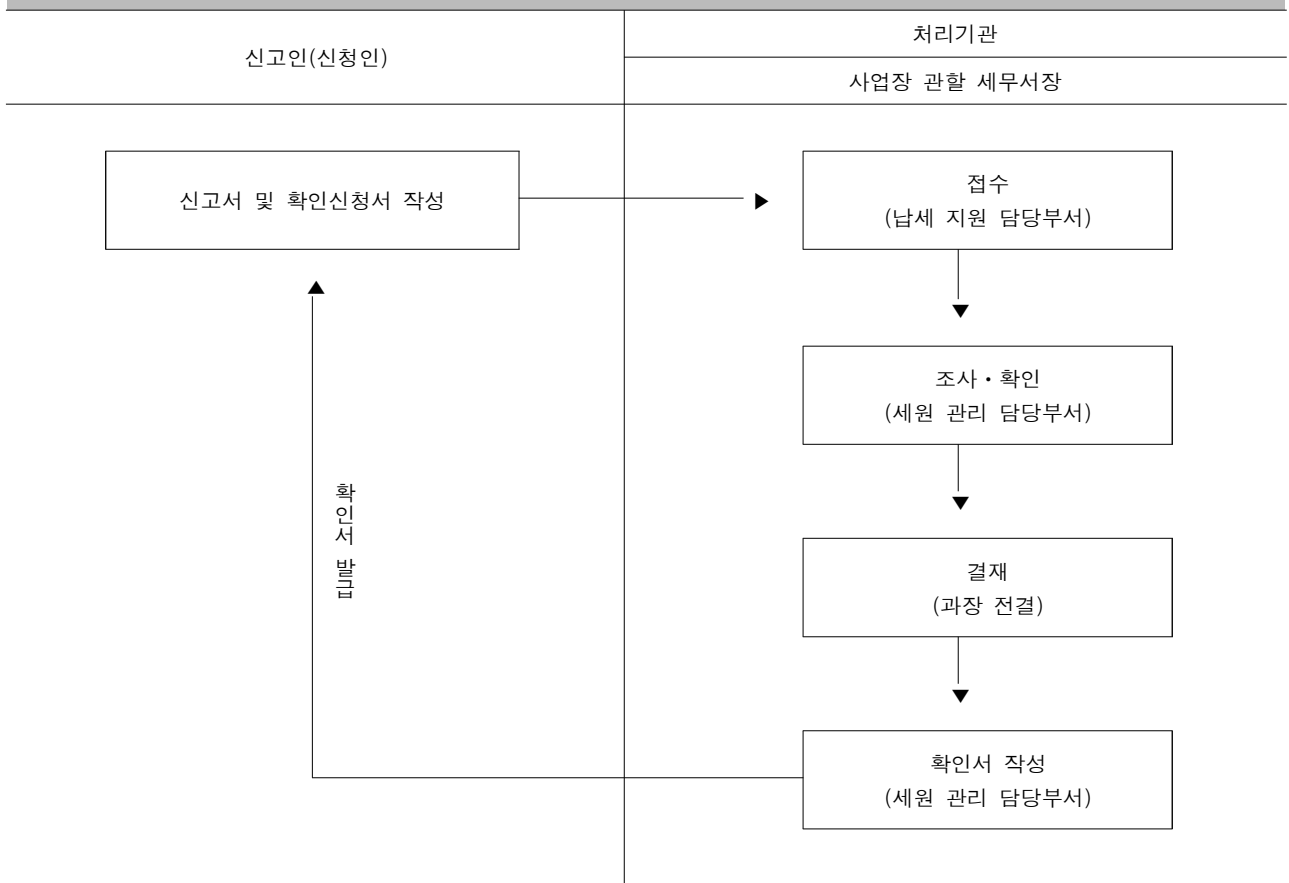 신고인(신청인)
처리기관
사업장 관할 세무서장
신고서 및 확인신청서 작성
접수
(납세 지원 담당부서)
조사・확인
(세원 관리 담당부서)
결재
(과장 전결)
확인서 작성
(세원 관리 담당부서)
확인서 발급